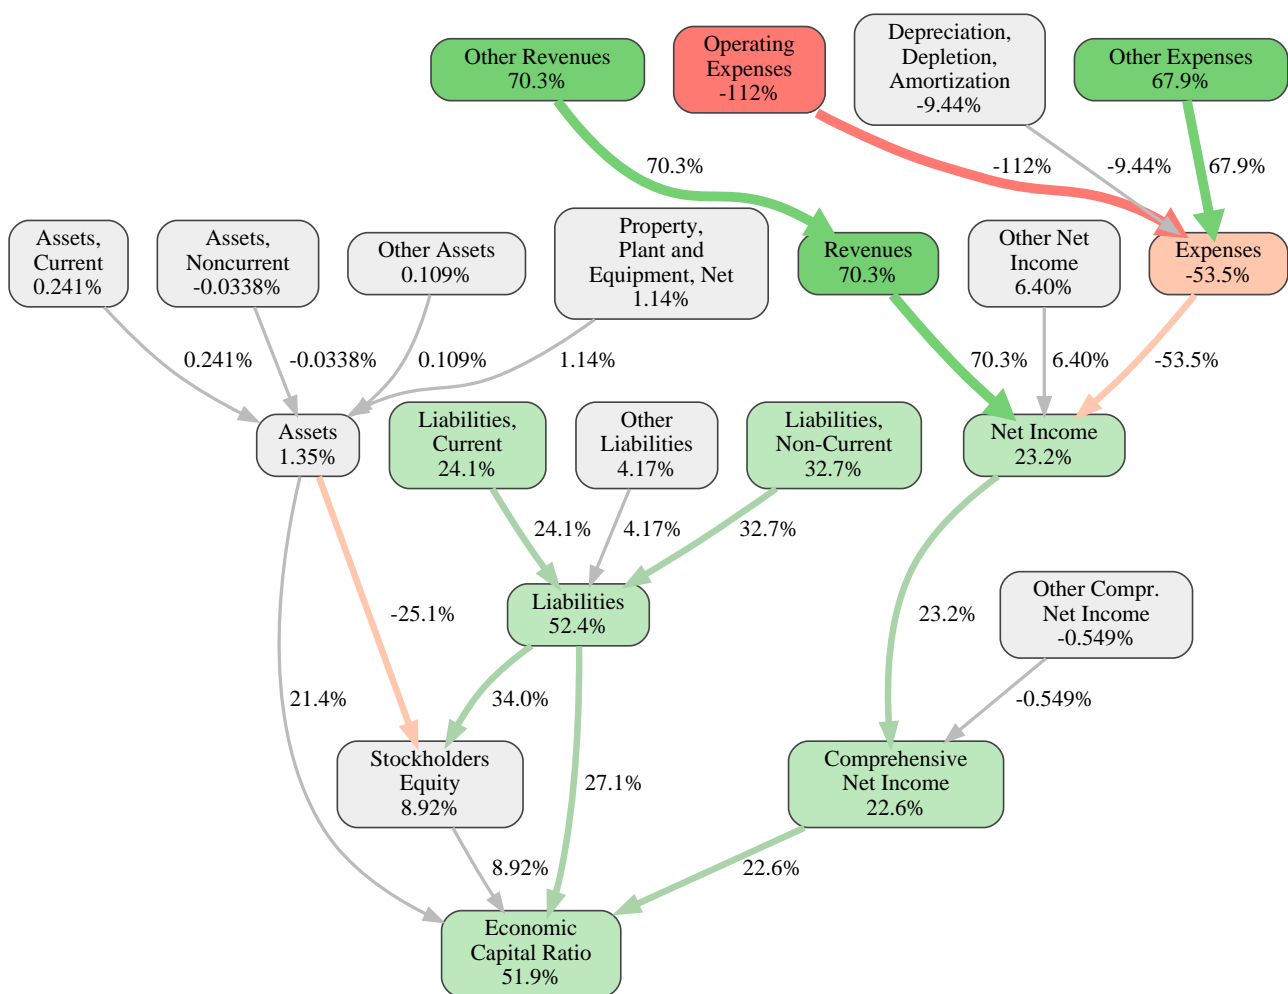 Other Revenues
70.3%
Operating
Expenses
-112%
Depreciation,
Depletion,
Amortization
-9.44%
Other Expenses
67.9%
70.3%
-112%
-9.44%
67.9%
Assets,
Current
0.241%
Assets,
Noncurrent
-0.0338%
Other Assets
0.109%
Property,
Plant and
Equipment, Net
1.14%
Revenues
70.3%
Other Net
Income
6.40%
Expenses
-53.5%
0.241%
-0.0338%
0.109%
1.14%
70.3%
6.40%
-53.5%
Assets
1.35%
Liabilities,
Current
24.1%
Other
Liabilities
4.17%
Liabilities,
Non-Current
32.7%
Net Income
23.2%
24.1%
4.17%
32.7%
Liabilities
52.4%
Other Compr.
Net Income
-0.549%
-25.1%
23.2%
21.4%
34.0%
-0.549%
Stockholders
Equity
8.92%
27.1%
Comprehensive
Net Income
22.6%
8.92%
22.6%
Economic
Capital Ratio
51.9%